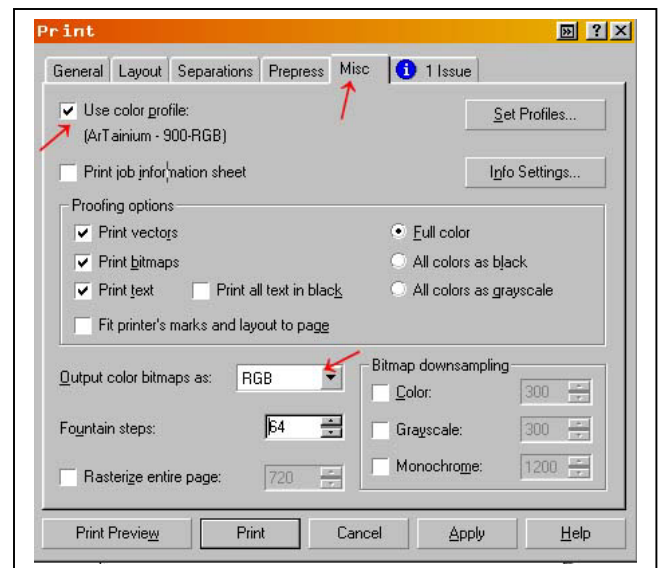 Print
General Layout Separations Prepress Misc 1 Issue
Use color profile: Set Profiles...
(ArTainium - 900-RGB)
Print job information sheet Info Settings...
Proofing options
Print vectors Full color
Print bitmaps All colors as black
Print text Print all text in black All colors as grayscale
Fit printer's marks and layout to page
Output color bitmaps as: RGB Bitmap downsampling
Color: 300
Fountain steps: 64 Grayscale: 300
Rasterize entire page: 720 Monochrome: 1200
Print Preview Print Cancel Apply Help